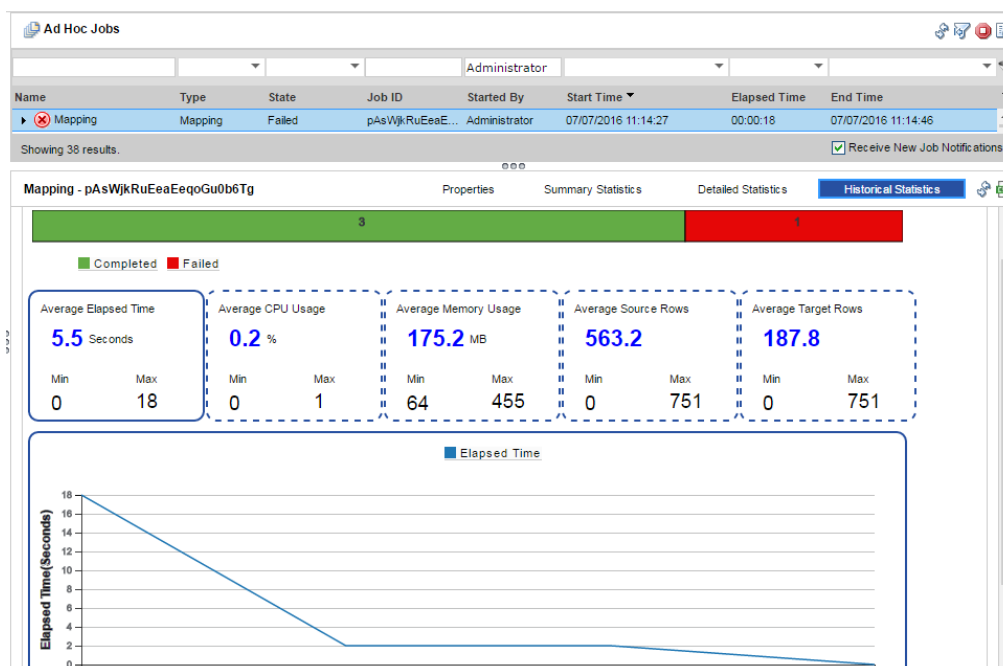 Ad Hoc Jobs
Administrator
Name Type State Job ID Started By Start Time Elapsed Time End Time
Mapping Mapping Failed pAsWjkRuEeaE... Administrator 07/07/2016 11:14:27 00:00:18 07/07/2016 11:14:46
Showing 38 results. Receive New Job Notifications
Mapping - pAsWjkRuEeaEeqoGu0b6Tg Properties Summary Statistics Detailed Statistics Historical Statistics
3 1
Completed Failed
Average Elapsed Time Average CPU Usage Average Memory Usage Average Source Rows Average Target Rows
5.5 Seconds 0.2 % 175.2 MB 563.2 187.8
Min Max Min Max Min Max Min Max Min Max
0 18 0 1 64 455 0 751 0 751
Elapsed Time
Elapsed Time(Seconds)
18
16
14
12
10
8
6
4
2
0